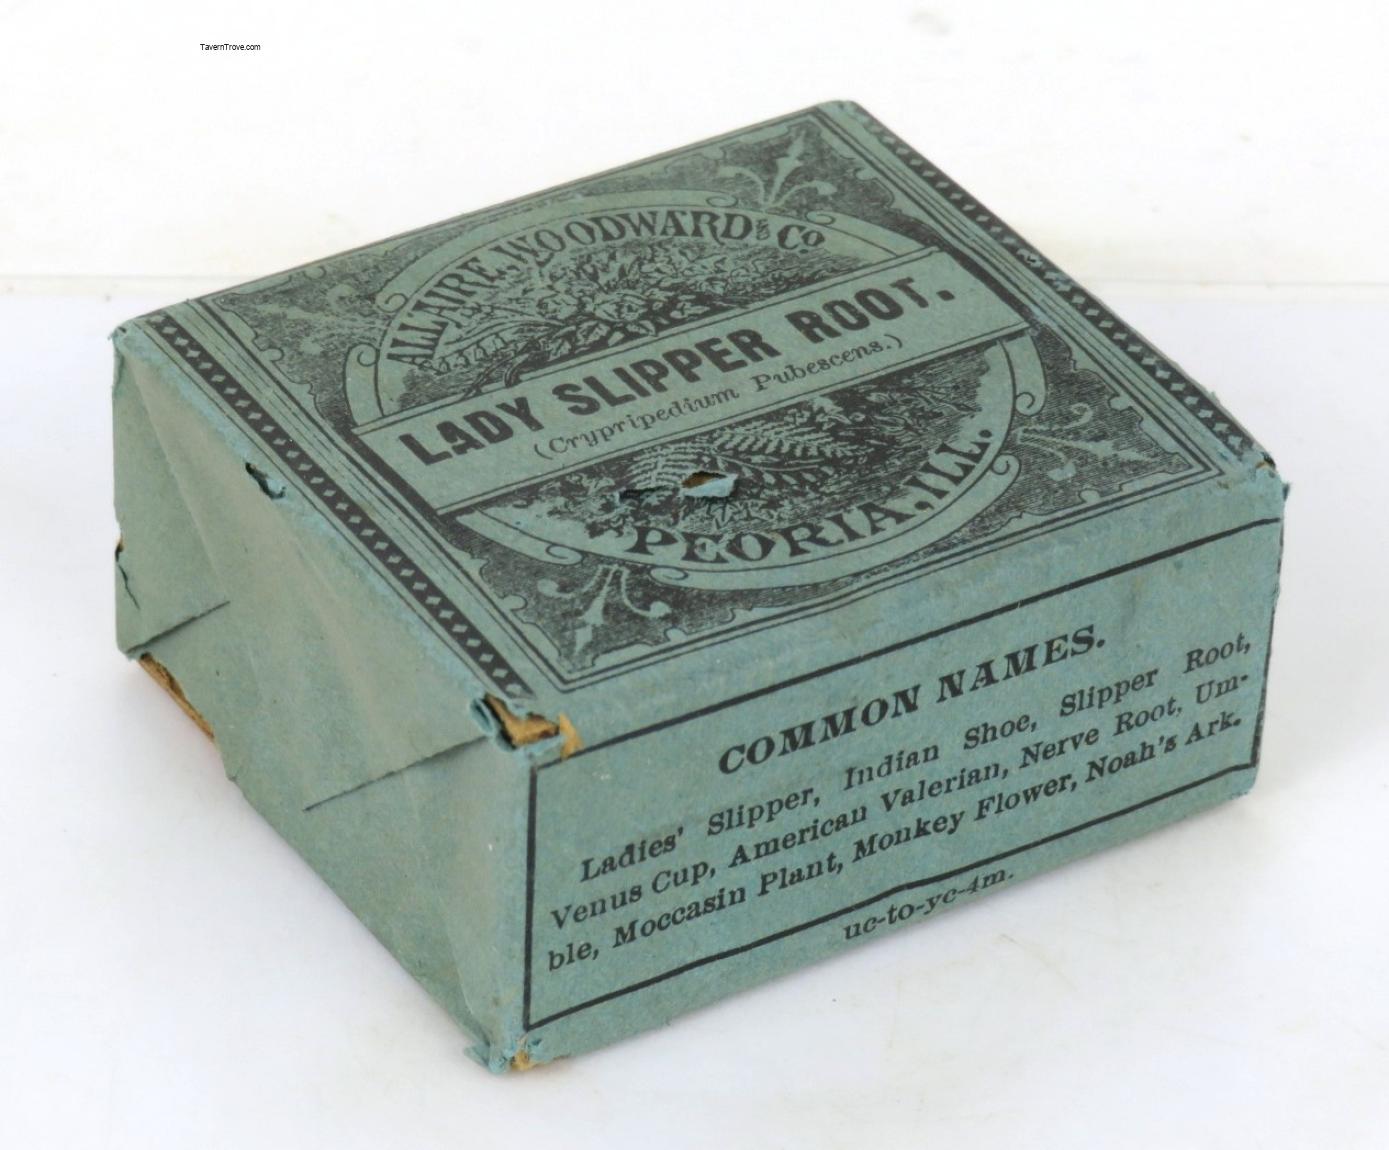 TavernTrove.com
ALLAIRE, WOODWARD & Co
LADY SLIPPER ROOT.
(Crypripedium Pubescens.)
PEORIA, ILL.
COMMON NAMES.
Ladies' Slipper, Indian Shoe, Slipper Root,
Venus Cup, American Valerian, Nerve Root, Um-
ble, Moccasin Plant, Monkey Flower, Noah's Ark.
uc-to-yc-4m.